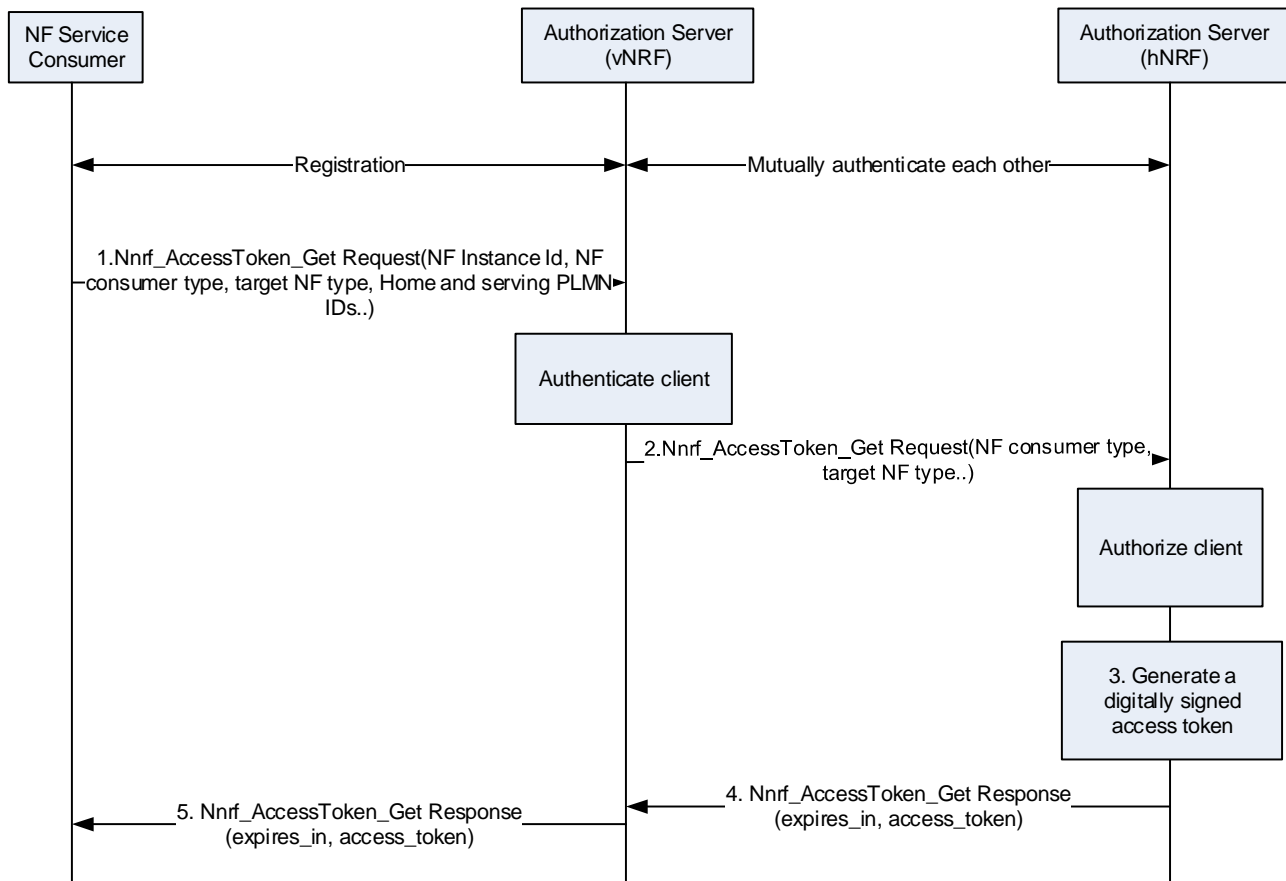 NF Service
Consumer
Authorization Server
(vNRF)
Authorization Server
(hNRF)
Registration
Mutually authenticate each other
1.Nnrf_AccessToken_Get Request(NF Instance Id, NF
consumer type, target NF type, Home and serving PLMN
IDs..)
Authenticate client
2.Nnrf_AccessToken_Get Request(NF consumer type,
target NF type..)
Authorize client
3. Generate a
digitally signed
access token
4. Nnrf_AccessToken_Get Response
(expires_in, access_token)
5. Nnrf_AccessToken_Get Response
(expires_in, access_token)